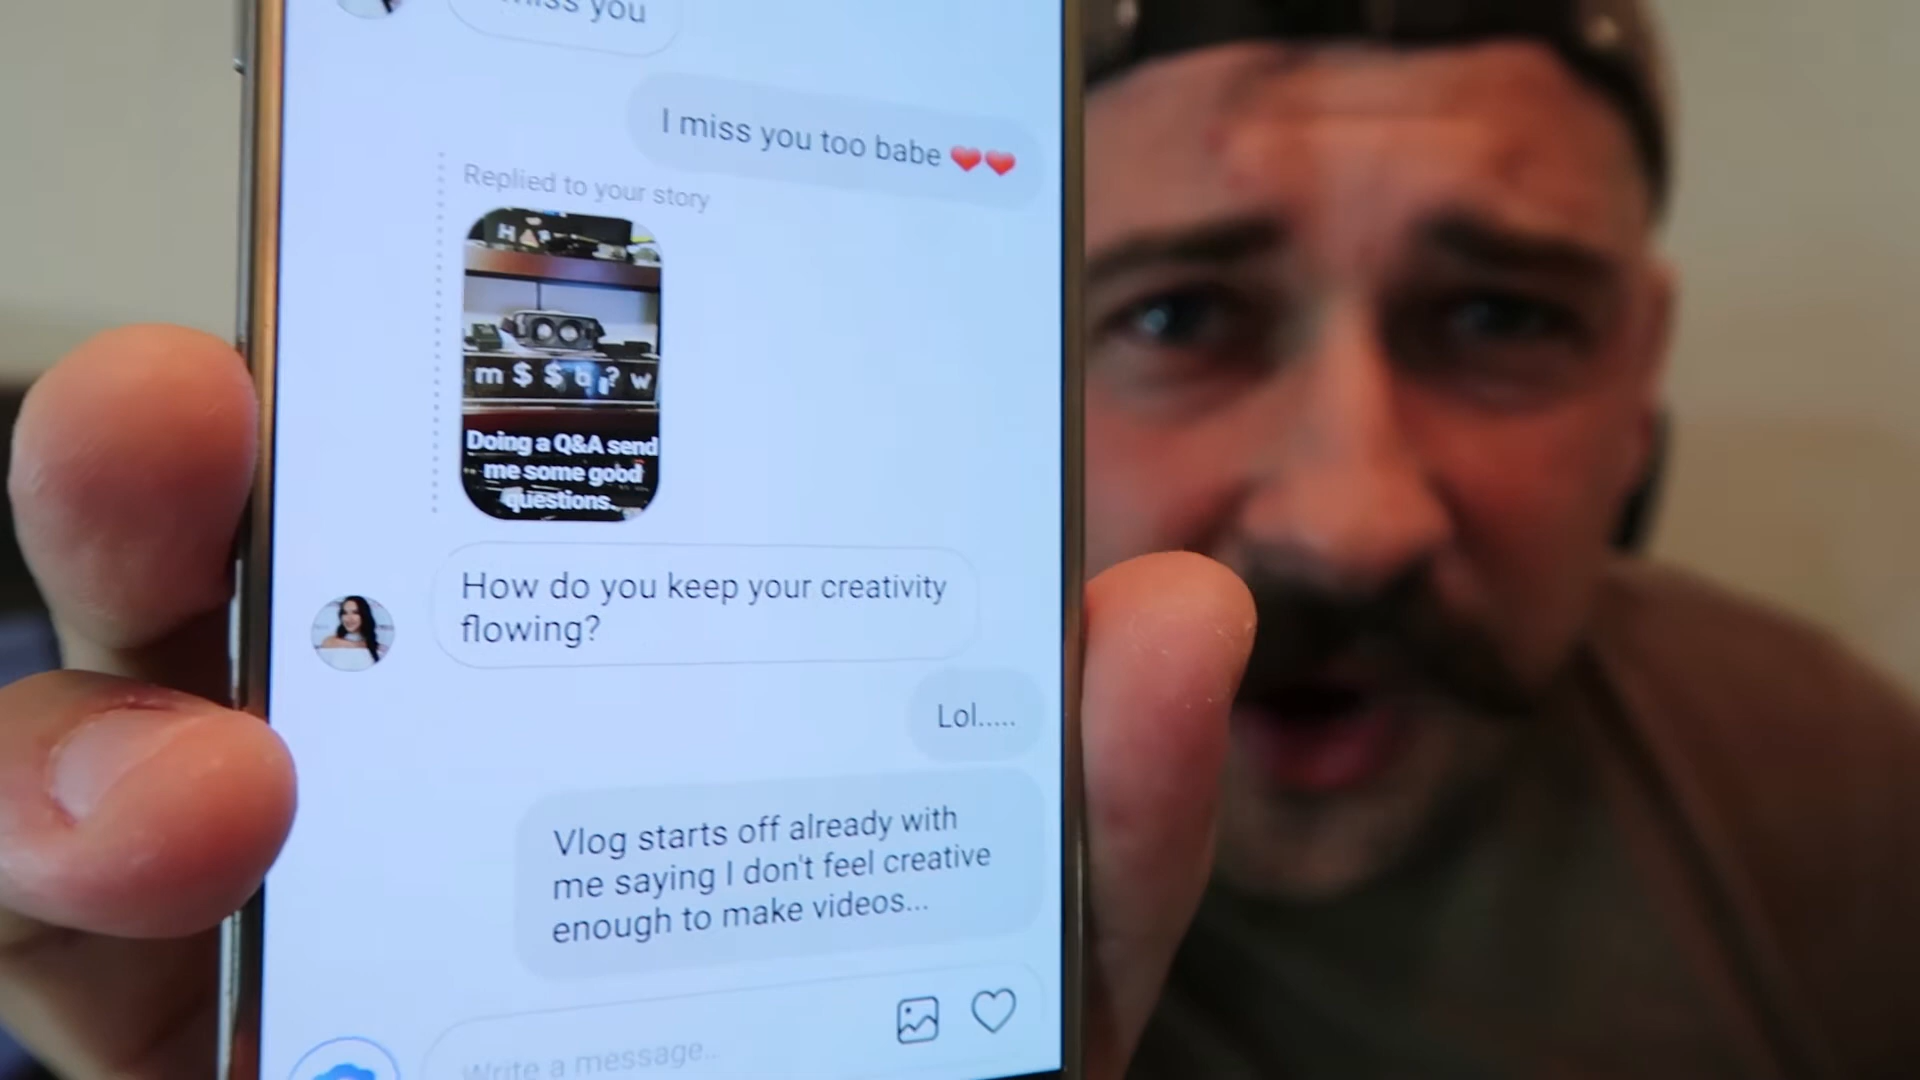 miss you
I miss you too babe ❤️❤️
Replied to your story
H
m $ $ b ? w
Doing a Q&A send
me some good
questions..
How do you keep your creativity
flowing?
Lol.....
Vlog starts off already with
me saying I don't feel creative
enough to make videos...
Write a message...